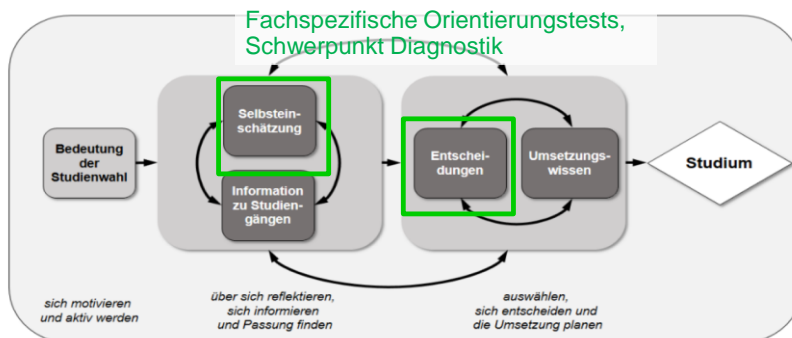 Fachspezifische Orientierungstests,
Schwerpunkt Diagnostik
Bedeutung
der
Studienwahl
Selbstein-
schätzung
Information
zu Studien-
gängen
Entschei-
dungen
Umsetzungs-
wissen
Studium
sich motivieren
und aktiv werden
über sich reflektieren,
sich informieren
und Passung finden
auswählen,
sich entscheiden und
die Umsetzung planen